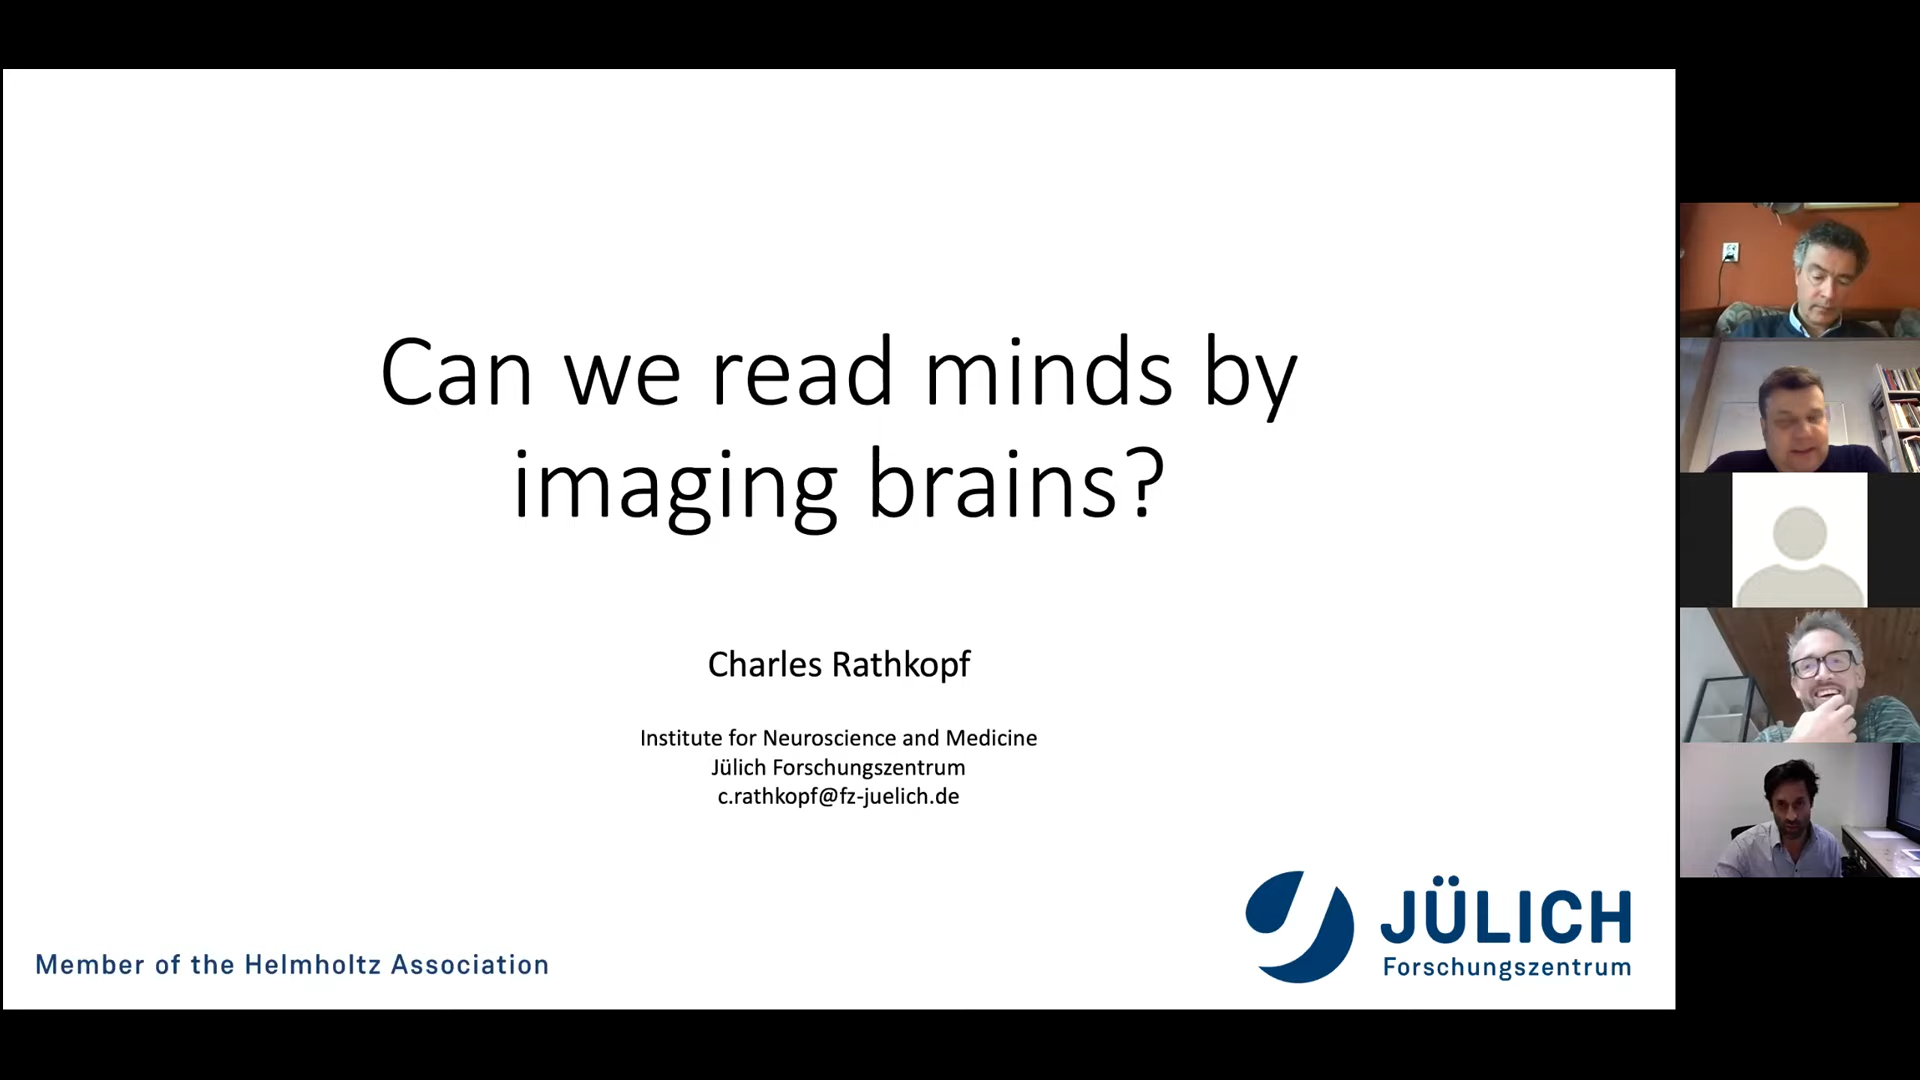 Can we read minds by
imaging brains?
Charles Rathkopf
Institute for Neuroscience and Medicine
Jülich Forschungszentrum
c.rathkopf@fz-juelich.de
Member of the Helmholtz Association
JÜLICH
Forschungszentrum